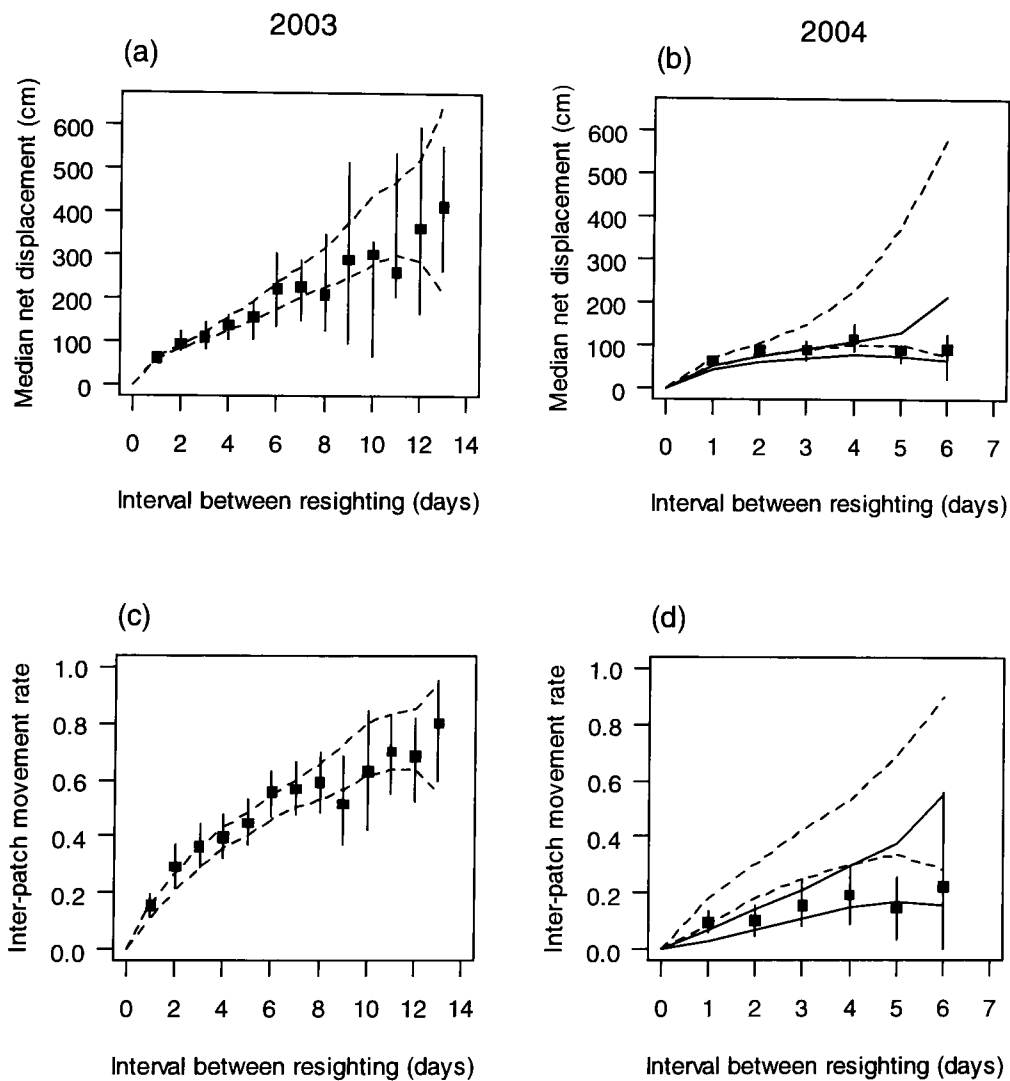 2003
2004
(a)
(b)
Median net displacement (cm)
600
500
400
300
200
100
0
0 2 4 6 8 10 12 14
Interval between resighting (days)
Median net displacement (cm)
600
500
400
300
200
100
0
0 1 2 3 4 5 6 7
Interval between resighting (days)
(c)
(d)
Inter-patch movement rate
1.0
0.8
0.6
0.4
0.2
0.0
0 2 4 6 8 10 12 14
Interval between resighting (days)
Inter-patch movement rate
1.0
0.8
0.6
0.4
0.2
0.0
0 1 2 3 4 5 6 7
Interval between resighting (days)